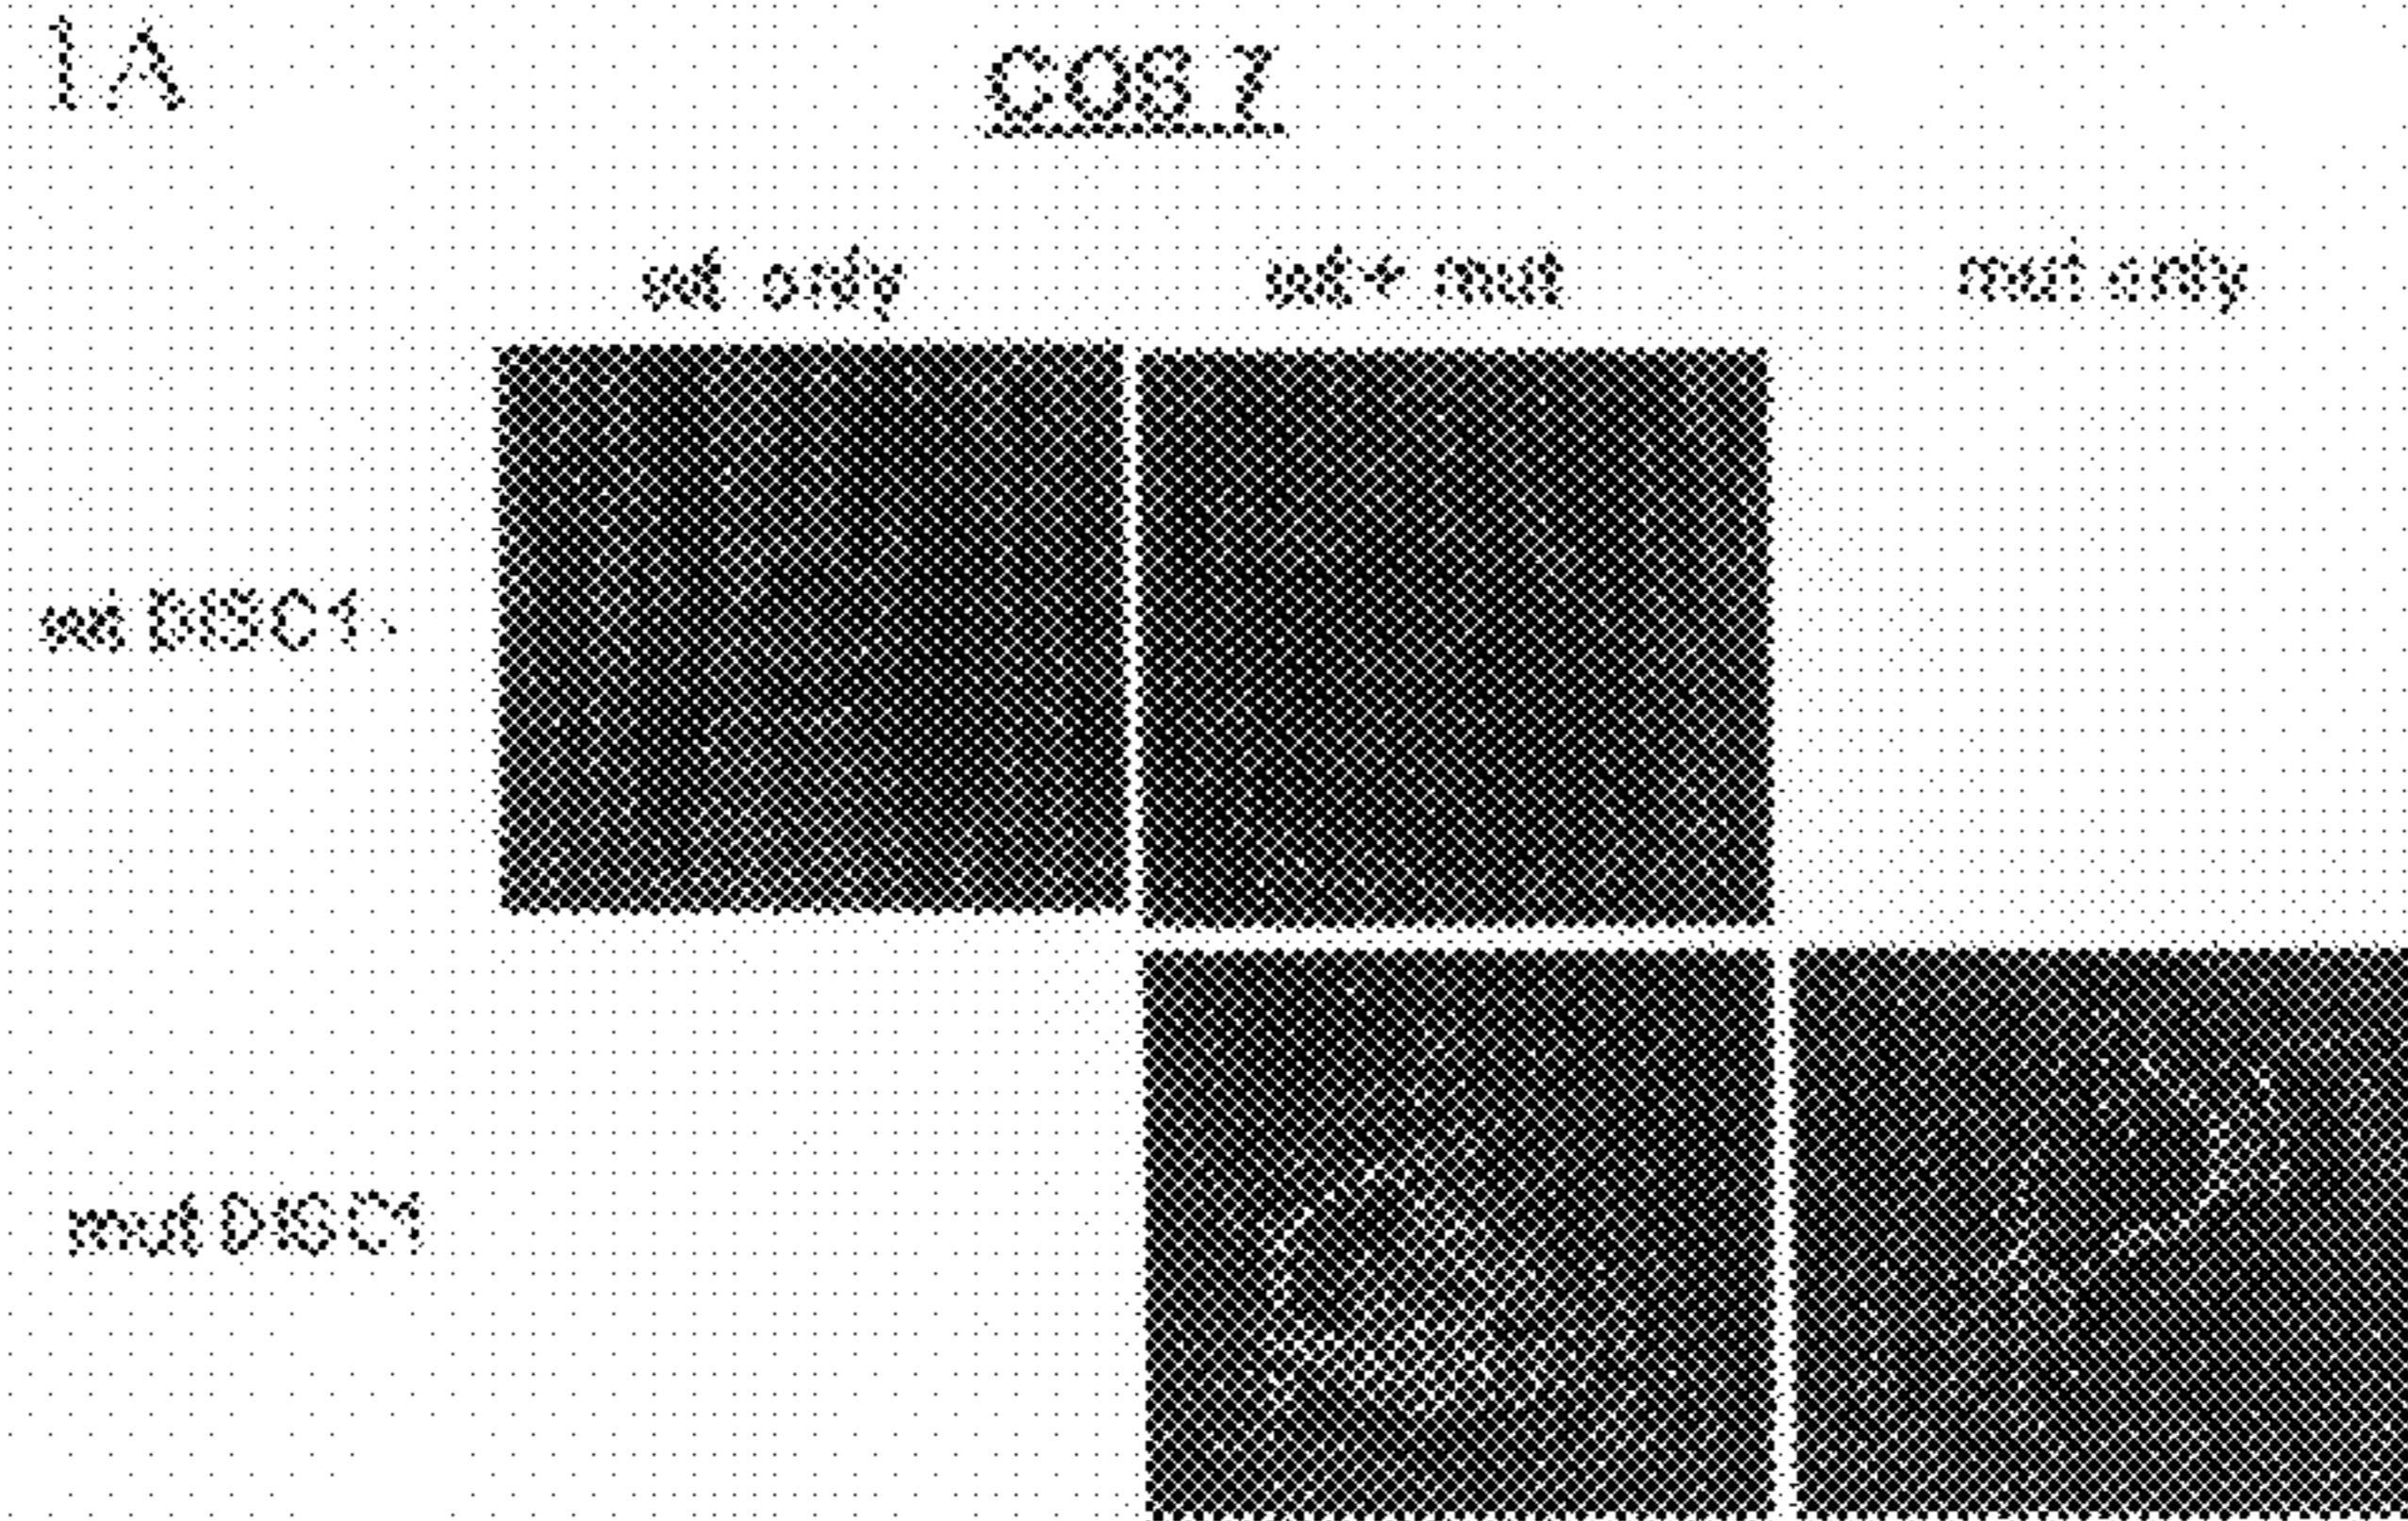 1A
COS 7
wt only wt + mut mut only
wt DISC1
mut DISC1